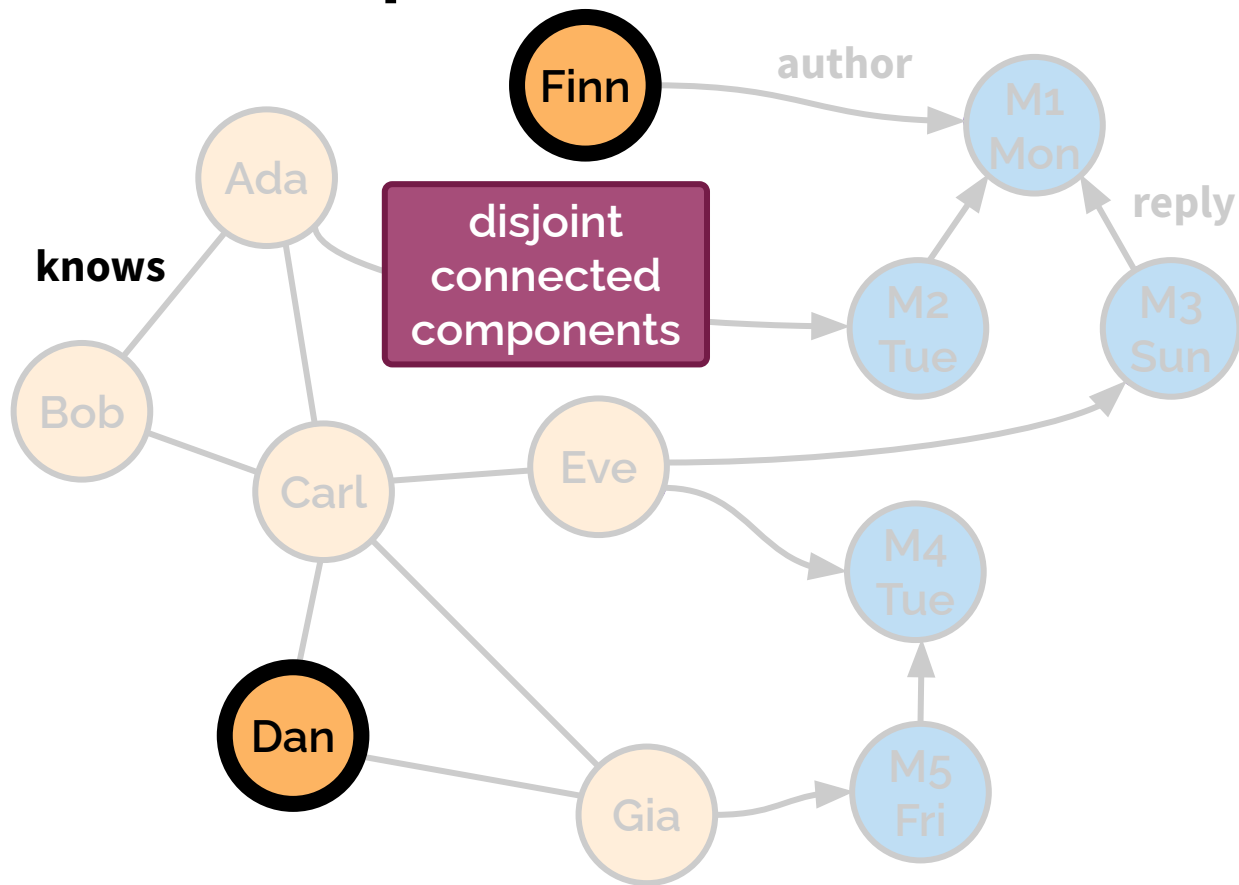 Finn
author
M1
Mon
Ada
disjoint
connected
components
reply
knows
M2
Tue
M3
Sun
Bob
Carl
Eve
M4
Tue
Dan
Gia
M5
Fri